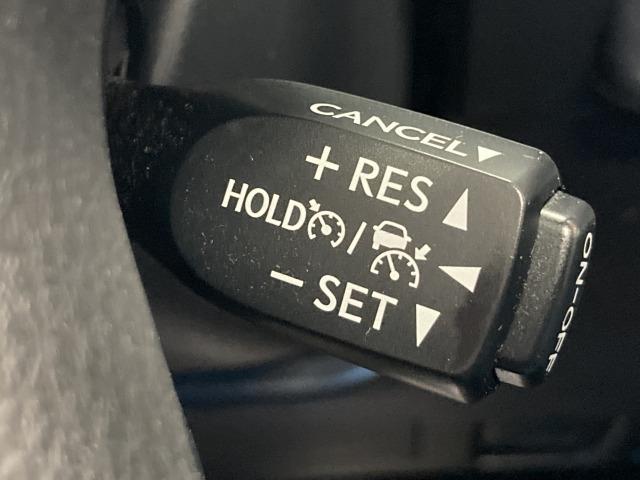 CANCEL▼
+ RES ▲
HOLD / ◀
− SET ▼
ON-OFF